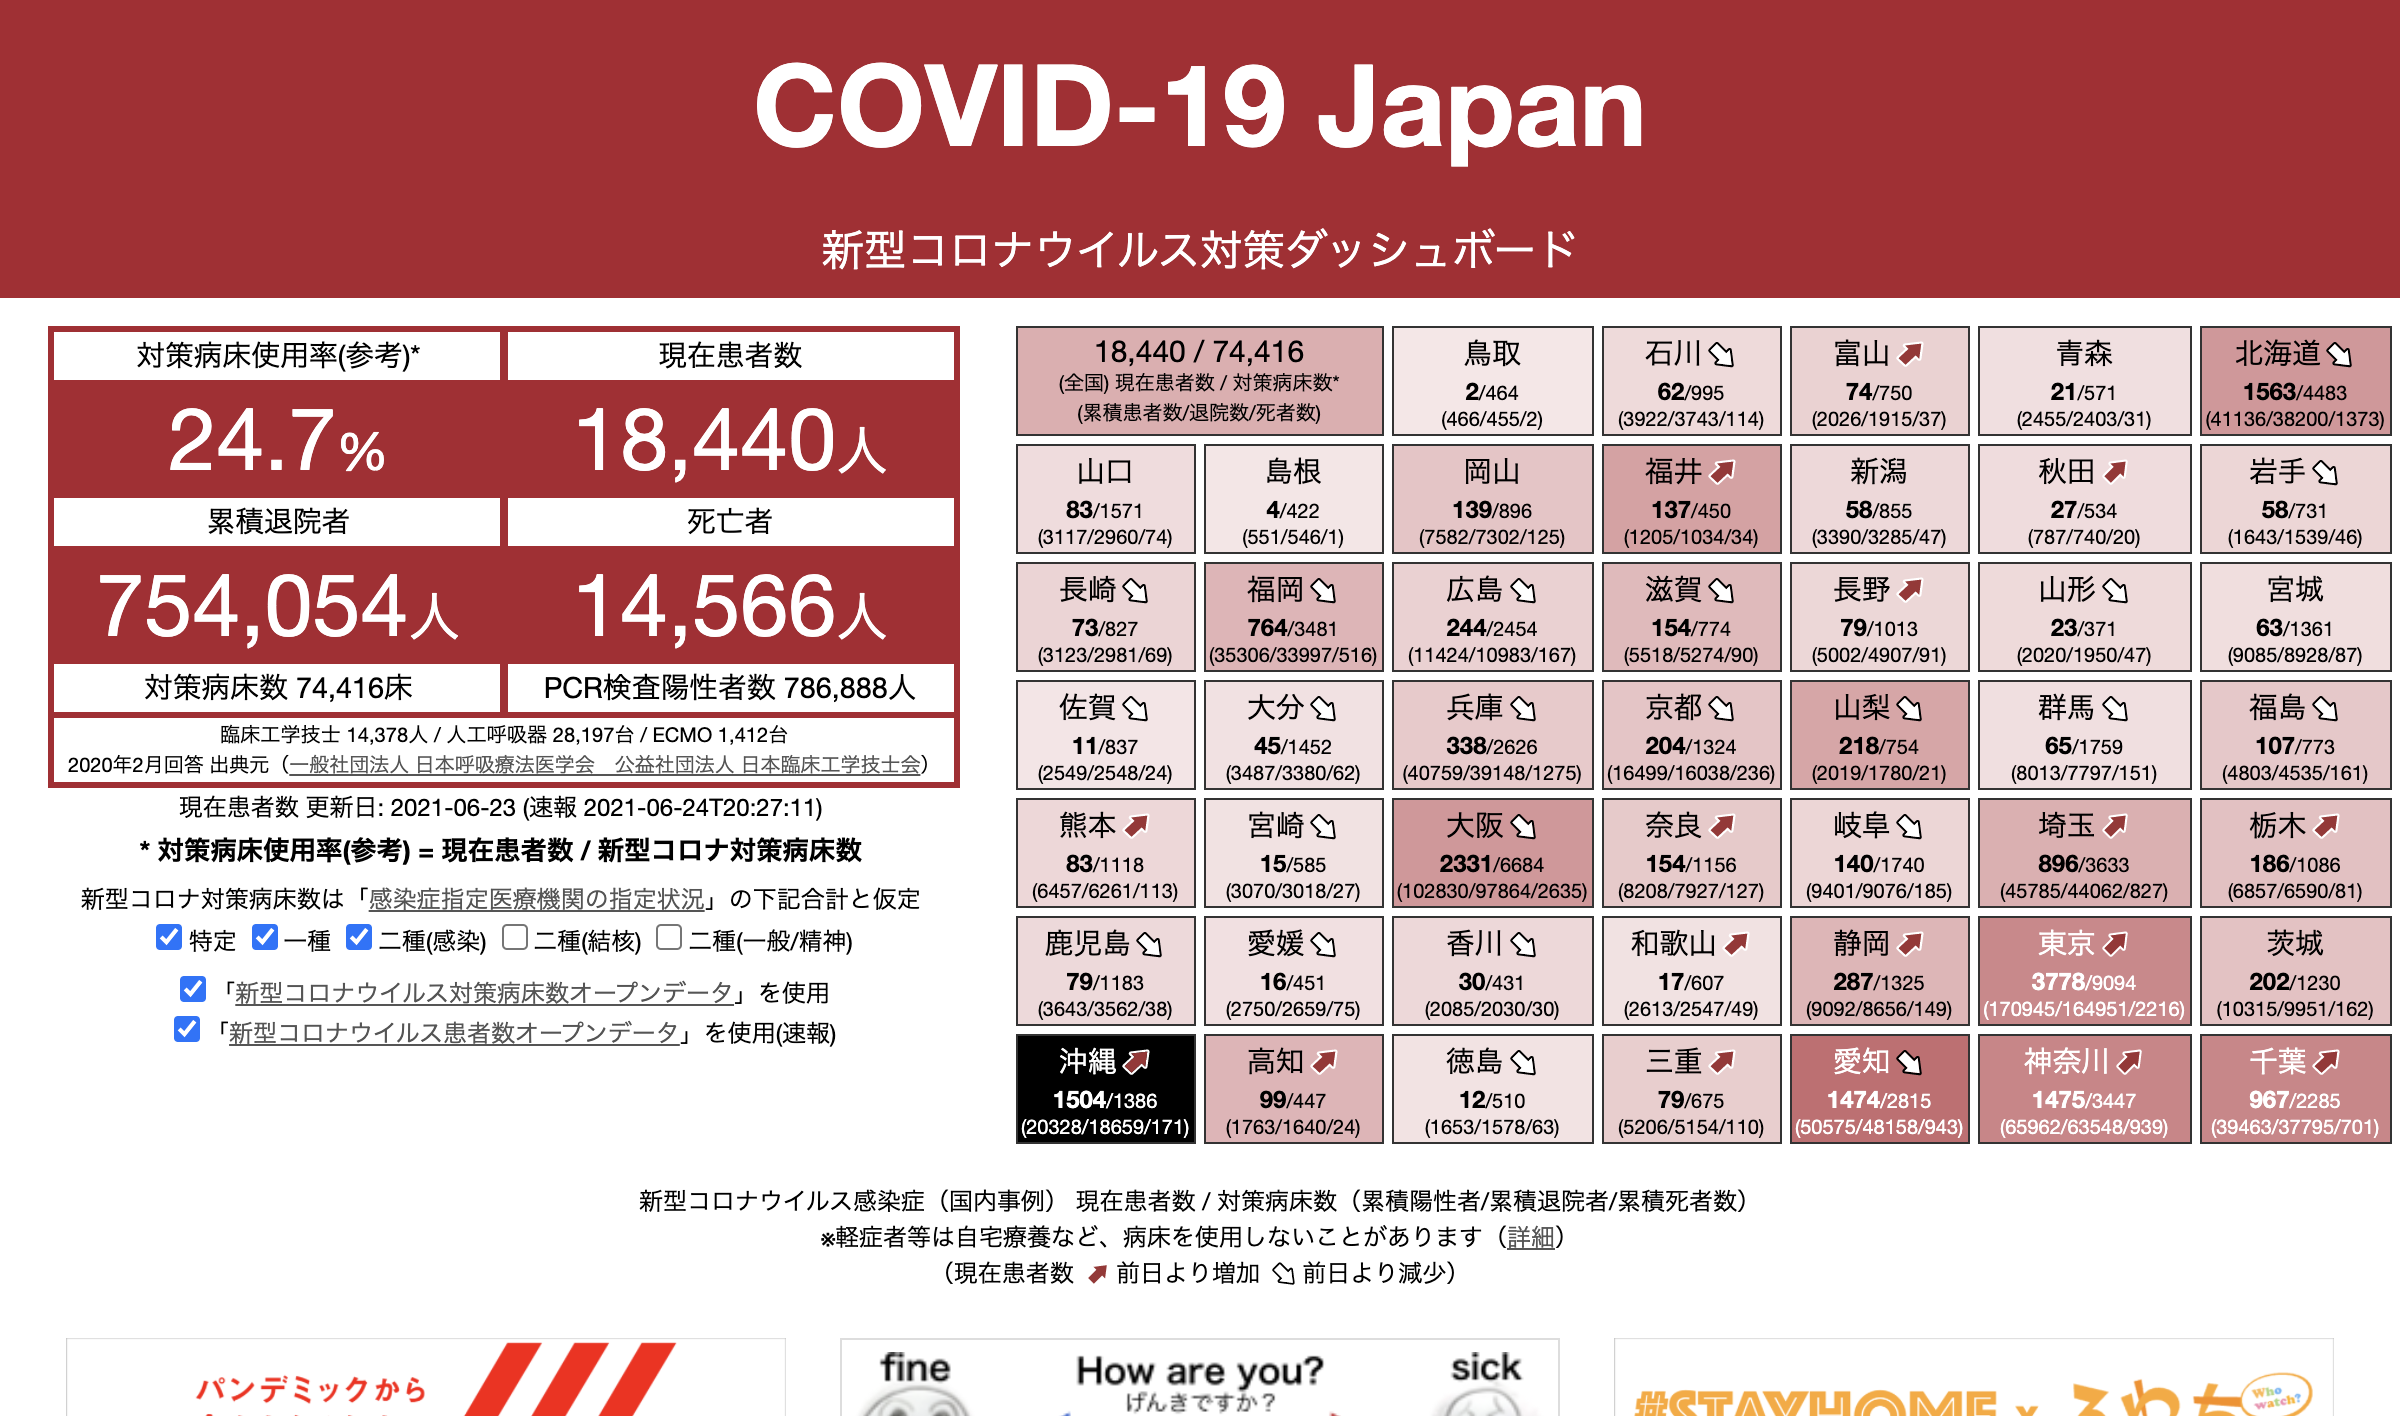 COVID-19 Japan
新型コロナウイルス対策ダッシュボード
対策病床使用率(参考)*
現在患者数
24.7%
18,440人
累積退院者
死亡者
754,054人
14,566人
対策病床数 74,416床
PCR検査陽性者数 786,888人
臨床工学技士 14,378人 / 人工呼吸器 28,197台 / ECMO 1,412台
2020年2月回答 出典元（一般社団法人 日本呼吸療法医学会　公益社団法人 日本臨床工学技士会）
現在患者数 更新日: 2021-06-23 (速報 2021-06-24T20:27:11)
* 対策病床使用率(参考) = 現在患者数 / 新型コロナ対策病床数
新型コロナ対策病床数は「感染症指定医療機関の指定状況」の下記合計と仮定
特定 一種 二種(感染) 二種(結核) 二種(一般/精神)
「新型コロナウイルス対策病床数オープンデータ」を使用
「新型コロナウイルス患者数オープンデータ」を使用(速報)
18,440 / 74,416
(全国) 現在患者数 / 対策病床数*
(累積患者数/退院数/死者数)
鳥取
2/464
(466/455/2)
石川
62/995
(3922/3743/114)
富山
74/750
(2026/1915/37)
青森
21/571
(2455/2403/31)
北海道
1563/4483
(41136/38200/1373)
山口
83/1571
(3117/2960/74)
島根
4/422
(551/546/1)
岡山
139/896
(7582/7302/125)
福井
137/450
(1205/1034/34)
新潟
58/855
(3390/3285/47)
秋田
27/534
(787/740/20)
岩手
58/731
(1643/1539/46)
長崎
73/827
(3123/2981/69)
福岡
764/3481
(35306/33997/516)
広島
244/2454
(11424/10983/167)
滋賀
154/774
(5518/5274/90)
長野
79/1013
(5002/4907/91)
山形
23/371
(2020/1950/47)
宮城
63/1361
(9085/8928/87)
佐賀
11/837
(2549/2548/24)
大分
45/1452
(3487/3380/62)
兵庫
338/2626
(40759/39148/1275)
京都
204/1324
(16499/16038/236)
山梨
218/754
(2019/1780/21)
群馬
65/1759
(8013/7797/151)
福島
107/773
(4803/4535/161)
熊本
83/1118
(6457/6261/113)
宮崎
15/585
(3070/3018/27)
大阪
2331/6684
(102830/97864/2635)
奈良
154/1156
(8208/7927/127)
岐阜
140/1740
(9401/9076/185)
埼玉
896/3633
(45785/44062/827)
栃木
186/1086
(6857/6590/81)
鹿児島
79/1183
(3643/3562/38)
愛媛
16/451
(2750/2659/75)
香川
30/431
(2085/2030/30)
和歌山
17/607
(2613/2547/49)
静岡
287/1325
(9092/8656/149)
東京
3778/9094
(170945/164951/2216)
茨城
202/1230
(10315/9951/162)
沖縄
1504/1386
(20328/18659/171)
高知
99/447
(1763/1640/24)
徳島
12/510
(1653/1578/63)
三重
79/675
(5206/5154/110)
愛知
1474/2815
(50575/48158/943)
神奈川
1475/3447
(65962/63548/939)
千葉
967/2285
(39463/37795/701)
新型コロナウイルス感染症（国内事例） 現在患者数 / 対策病床数（累積陽性者/累積退院者/累積死者数）
※軽症者等は自宅療養など、病床を使用しないことがあります（詳細）
（現在患者数 前日より増加 前日より減少）
パンデミックから
fine
How are you?
げんきですか？
sick
#STAYHOME x
Who watch?